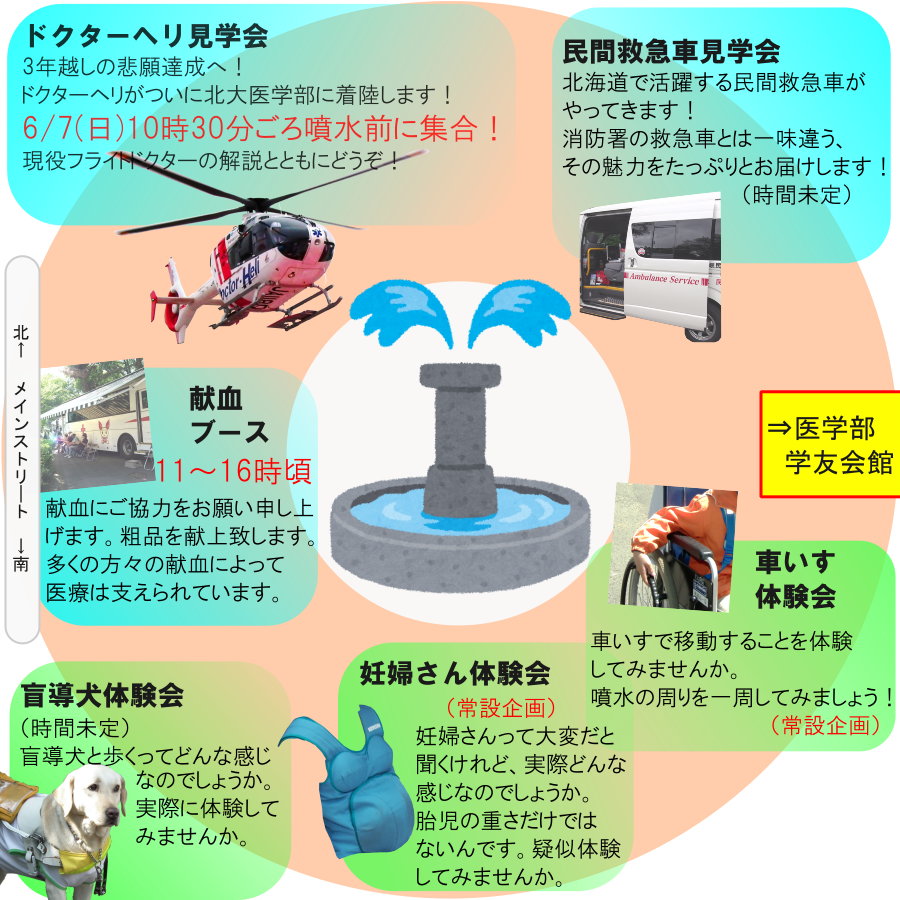 ドクターヘリ見学会
3年越しの悲願達成へ！
ドクターヘリがついに北大医学部に着陸します！
6/7(日)10時30分ごろ噴水前に集合！
現役フライトドクターの解説とともにどうぞ！
民間救急車見学会
北海道で活躍する民間救急車が
やってきます！
消防署の救急車とは一味違う、
その魅力をたっぷりとお届けします！
（時間未定）
Doctor-Heli
Ambulance Service
北↑　メインストリート　↓南
献血
ブース
11～16時頃
献血にご協力をお願い申し上
げます。粗品を献上致します。
多くの方々の献血によって
医療は支えられています。
⇒医学部
学友会館
車いす
体験会
車いすで移動することを体験
してみませんか。
噴水の周りを一周してみましょう！
（常設企画）
盲導犬体験会
（時間未定）
盲導犬と歩くってどんな感じ
なのでしょうか。
実際に体験して
みませんか。
妊婦さん体験会
（常設企画）
妊婦さんって大変だと
聞くけれど、実際どんな
感じなのでしょうか。
胎児の重さだけでは
ないんです。疑似体験
してみませんか。